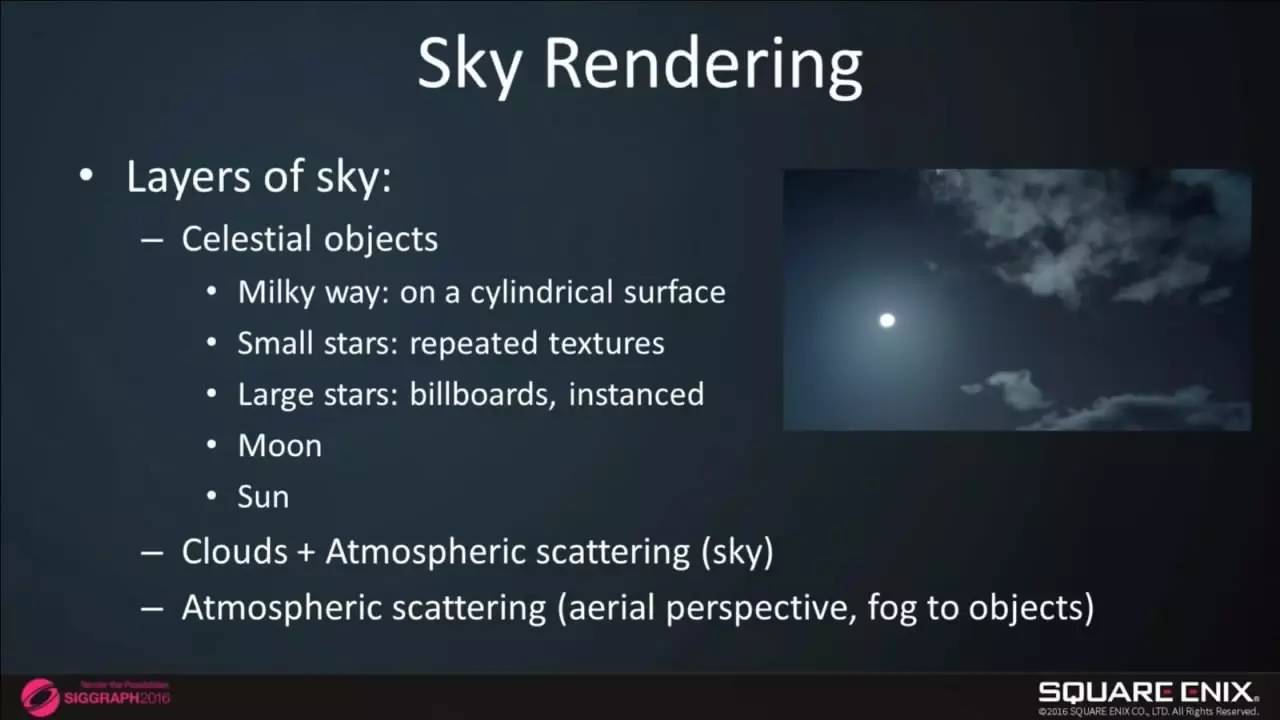 Sky Rendering
• Layers of sky:
– Celestial objects
• Milky way: on a cylindrical surface
• Small stars: repeated textures
• Large stars: billboards, instanced
• Moon
• Sun
– Clouds + Atmospheric scattering (sky)
– Atmospheric scattering (aerial perspective, fog to objects)
Render the Possibilities
SIGGRAPH2016
SQUARE ENIX.
©2016 SQUARE ENIX CO., LTD. All Rights Reserved.